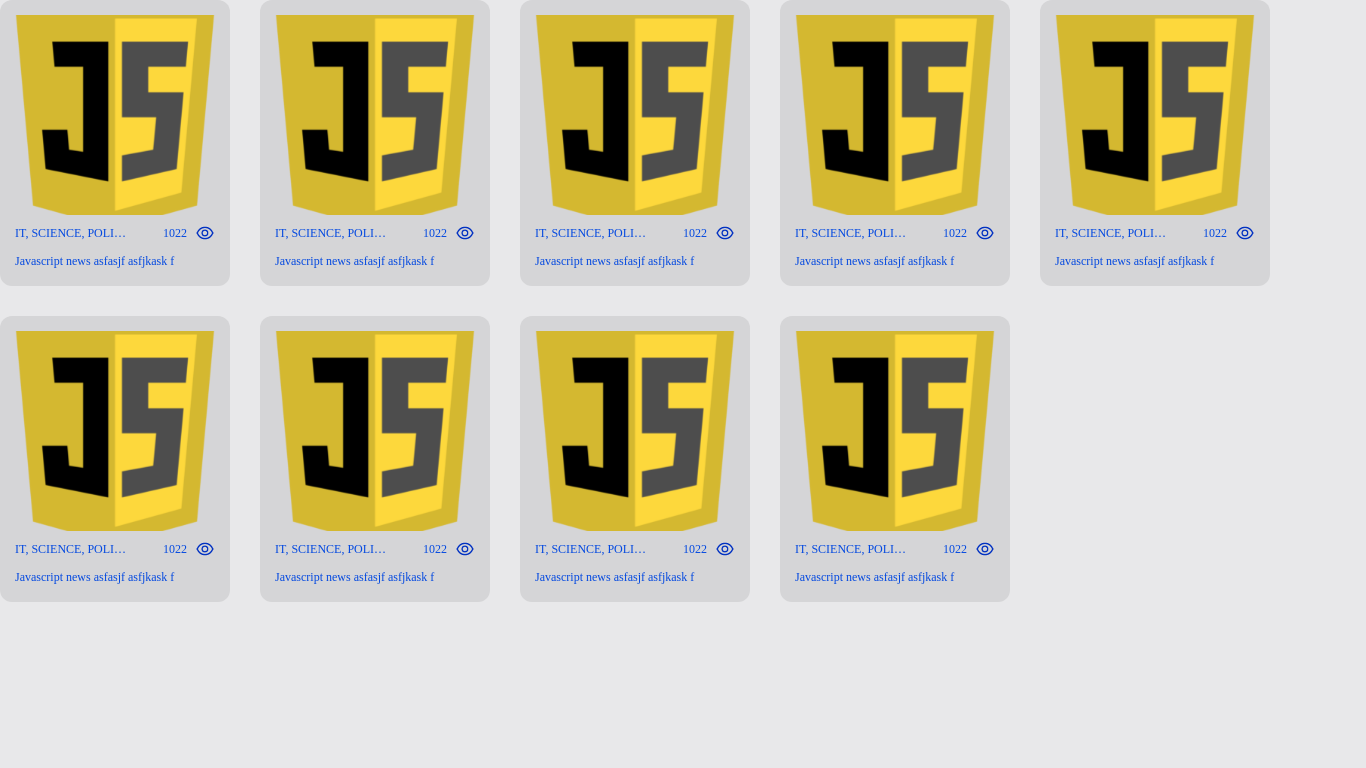 JS JS JS JS JS
IT, SCIENCE, POLI… 1022 IT, SCIENCE, POLI… 1022 IT, SCIENCE, POLI… 1022 IT, SCIENCE, POLI… 1022 IT, SCIENCE, POLI… 1022
Javascript news asfasjf asfjkask f Javascript news asfasjf asfjkask f Javascript news asfasjf asfjkask f Javascript news asfasjf asfjkask f Javascript news asfasjf asfjkask f
JS JS JS JS
IT, SCIENCE, POLI… 1022 IT, SCIENCE, POLI… 1022 IT, SCIENCE, POLI… 1022 IT, SCIENCE, POLI… 1022
Javascript news asfasjf asfjkask f Javascript news asfasjf asfjkask f Javascript news asfasjf asfjkask f Javascript news asfasjf asfjkask f